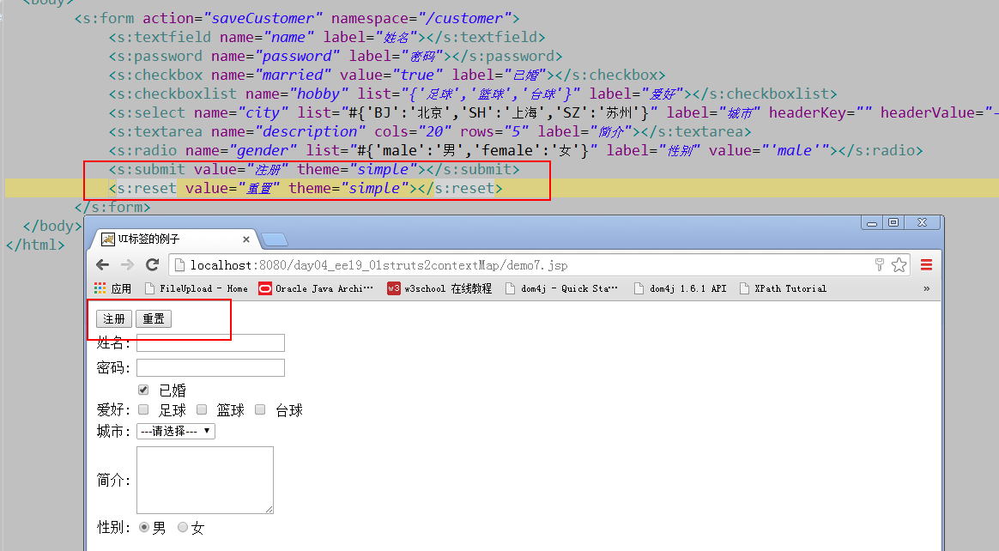 <body>
<s:form action="saveCustomer" namespace="/customer">
<s:textfield name="name" label="姓名"></s:textfield>
<s:password name="password" label="密码"></s:password>
<s:checkbox name="married" value="true" label="已婚"></s:checkbox>
<s:checkboxlist name="hobby" list="{'足球','篮球','台球'}" label="爱好"></s:checkboxlist>
<s:select name="city" list="#{'BJ':'北京','SH':'上海','SZ':'苏州'}" label="城市" headerKey="" headerValue="-
<s:textarea name="description" cols="20" rows="5" label="简介"></s:textarea>
<s:radio name="gender" list="#{'male':'男','female':'女'}" label="性别" value="'male'"></s:radio>
<s:submit value="注册" theme="simple"></s:submit>
<s:reset value="重置" theme="simple"></s:reset>
</s:form>
</body>
</html>
UI标签的例子
localhost:8080/day04_ee19_01struts2contextMap/demo7.jsp
应用 FileUpload - Home Oracle Java Archi··· w3 w3school 在线教程 dom4j - Quick Sta··· dom4j 1.6.1 API XPath Tutorial »
注册 重置
姓名:
密码:
已婚
爱好: 足球 篮球 台球
城市: ---请选择---
简介:
性别: 男 女